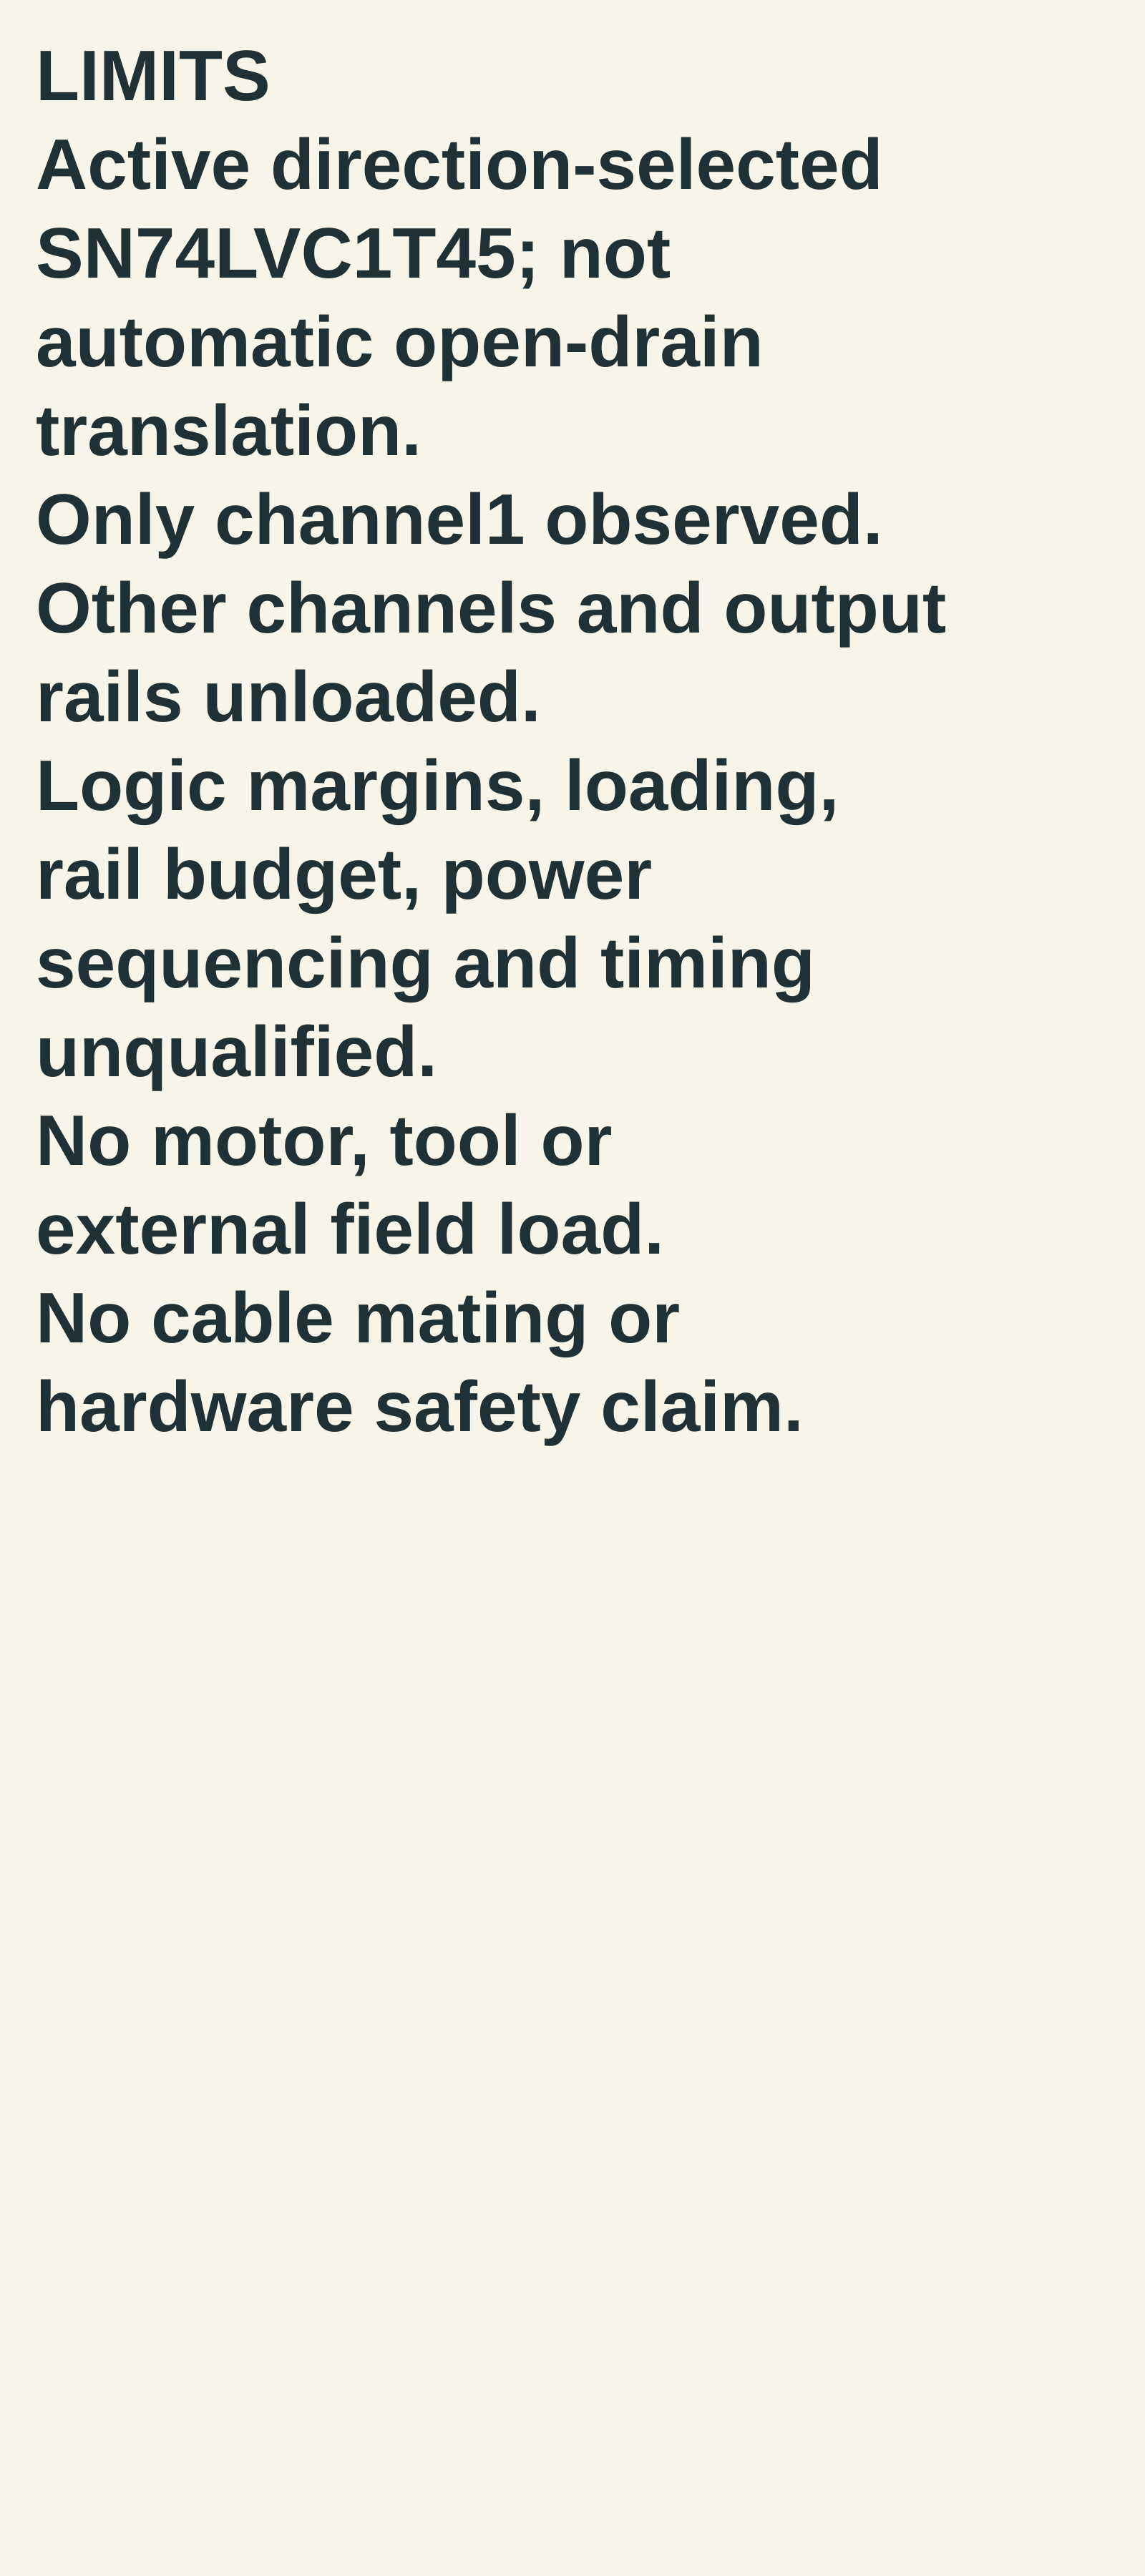 LIMITS
Active direction-selected
SN74LVC1T45; not
automatic open-drain
translation.
Only channel1 observed.
Other channels and output
rails unloaded.
Logic margins, loading,
rail budget, power
sequencing and timing
unqualified.
No motor, tool or
external field load.
No cable mating or
hardware safety claim.